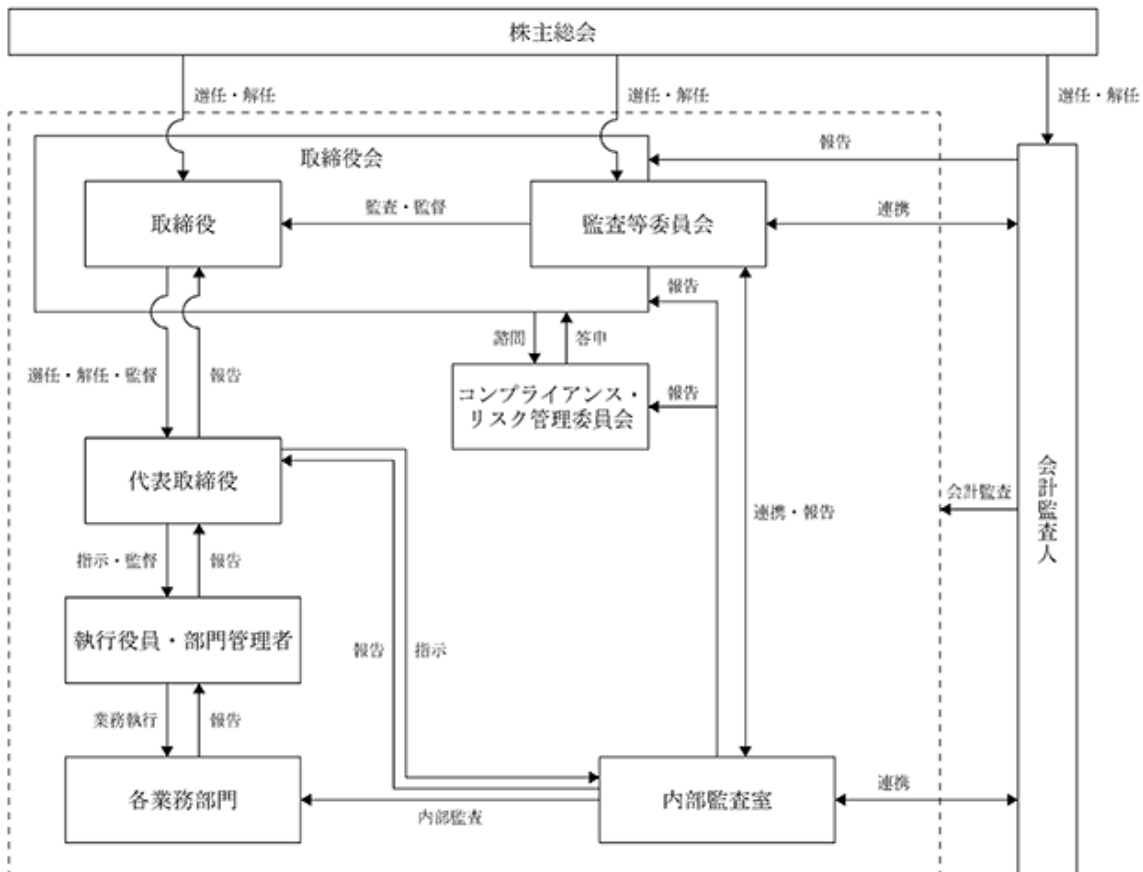 株主総会
選任・解任
選任・解任
選任・解任
取締役会
報告
取締役
監査・監督
監査等委員会
連携
報告
諮問
答申
選任・解任・監督
報告
コンプライアンス・
リスク管理委員会
報告
代表取締役
会計監査
会計監査人
連携・報告
指示・監督
報告
執行役員・部門管理者
報告
指示
業務執行
報告
各業務部門
内部監査
内部監査室
連携